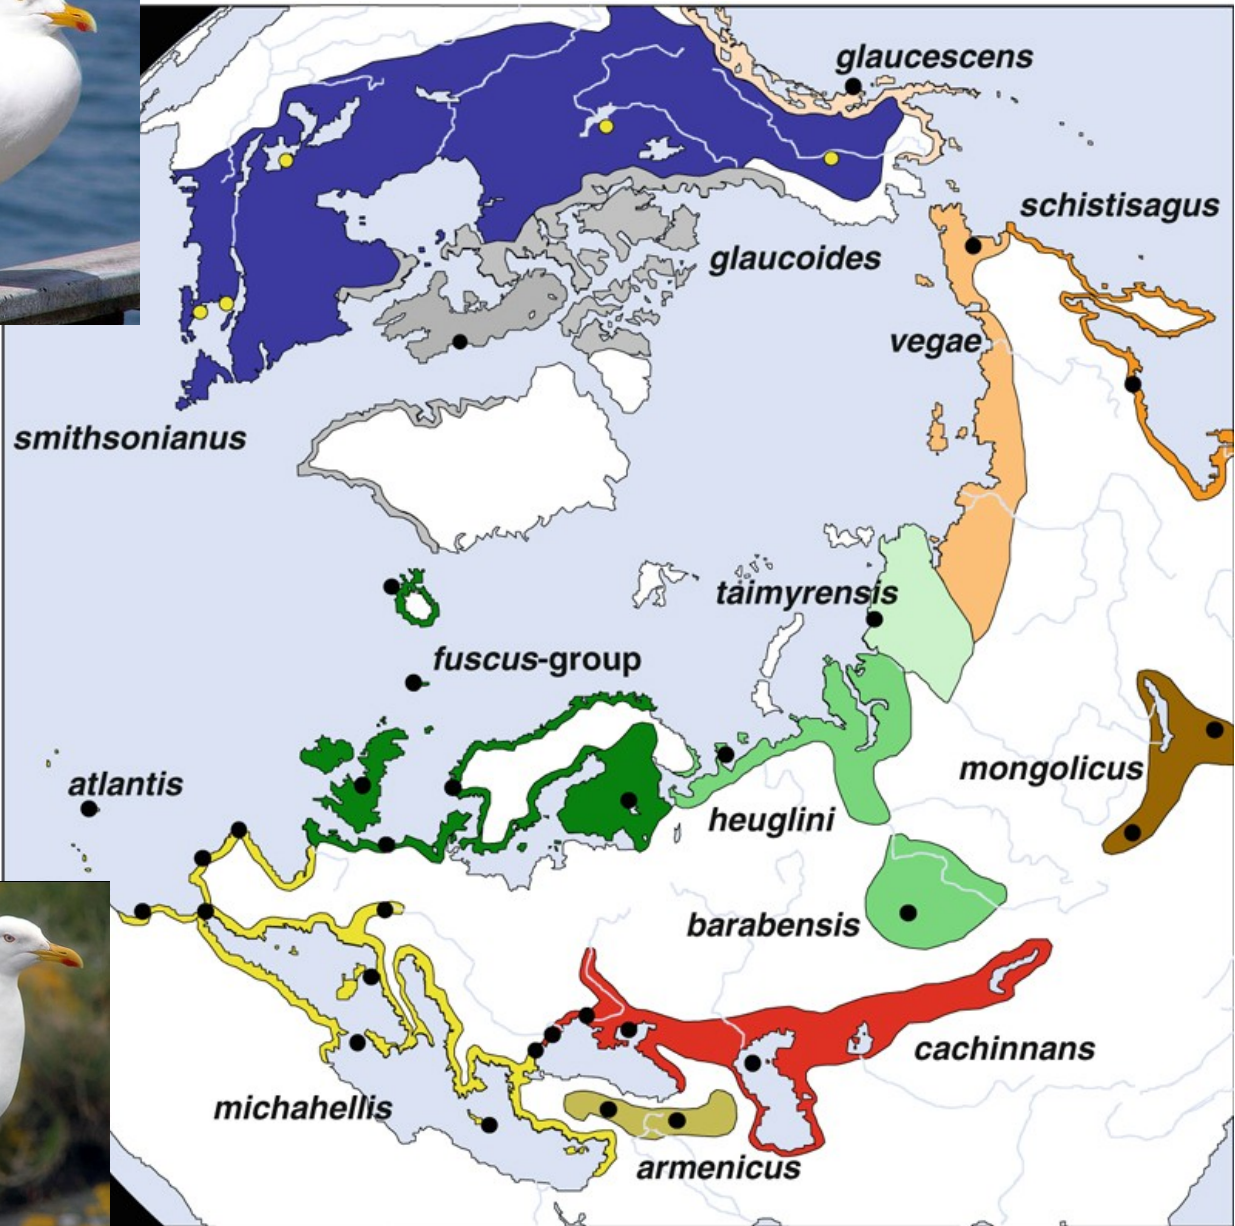 glaucescens
schistisagus
glaucoides
vegae
smithsonianus
taimyrensis
fuscus-group
mongolicus
atlantis
heuglini
barabensis
cachinnans
michahellis
armenicus